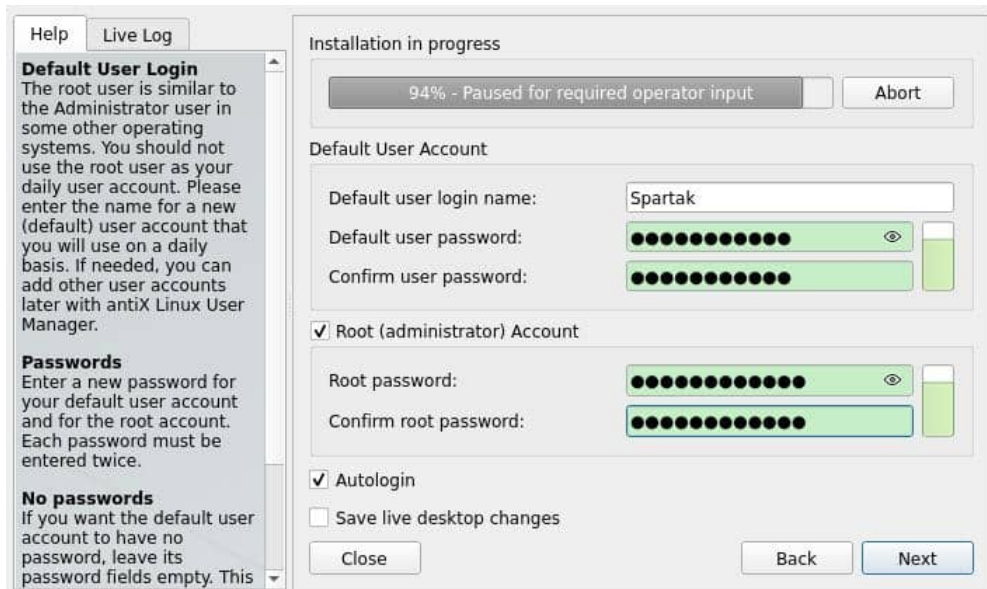 Help
Live Log
Default User Login
The root user is similar to
the Administrator user in
some other operating
systems. You should not
use the root user as your
daily user account. Please
enter the name for a new
(default) user account that
you will use on a daily
basis. If needed, you can
add other user accounts
later with antiX Linux User
Manager.
Passwords
Enter a new password for
your default user account
and for the root account.
Each password must be
entered twice.
No passwords
If you want the default user
account to have no
password, leave its
password fields empty. This
Installation in progress
94% - Paused for required operator input
Abort
Default User Account
Default user login name:
Spartak
Default user password:
Confirm user password:
Root (administrator) Account
Root password:
Confirm root password:
Autologin
Save live desktop changes
Close
Back
Next